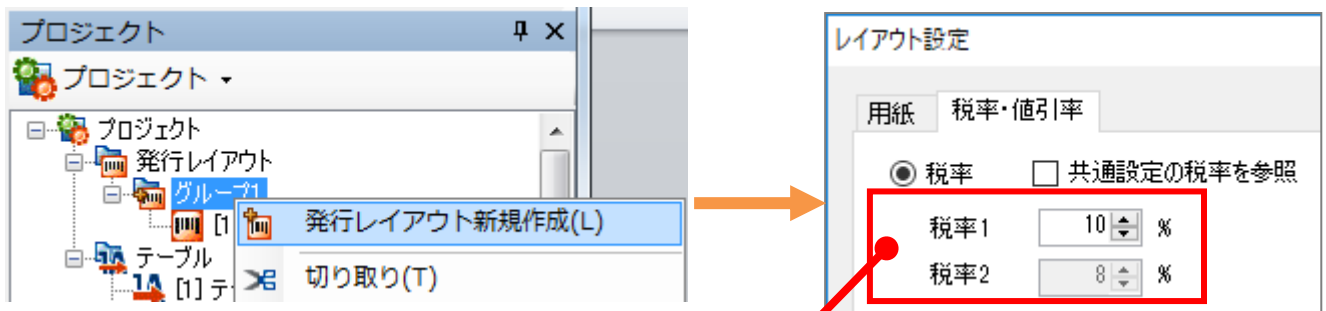 プロジェクト
プロジェクト
プロジェクト
発行レイアウト
グループ1
[1
発行レイアウト新規作成(L)
テーブル
[1] テ
切り取り(T)
レイアウト設定
用紙 税率・値引率
税率 共通設定の税率を参照
税率1 10 %
税率2 8 %